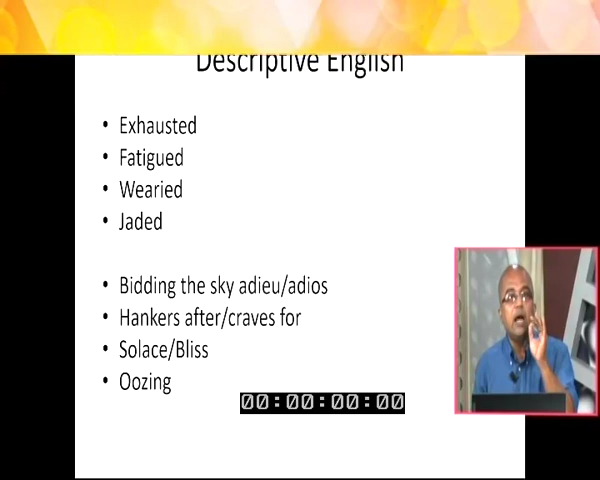 Descriptive English
• Exhausted
• Fatigued
• Wearied
• Jaded
• Bidding the sky adieu/adios
• Hankers after/craves for
• Solace/Bliss
• Oozing
00:00:00:00